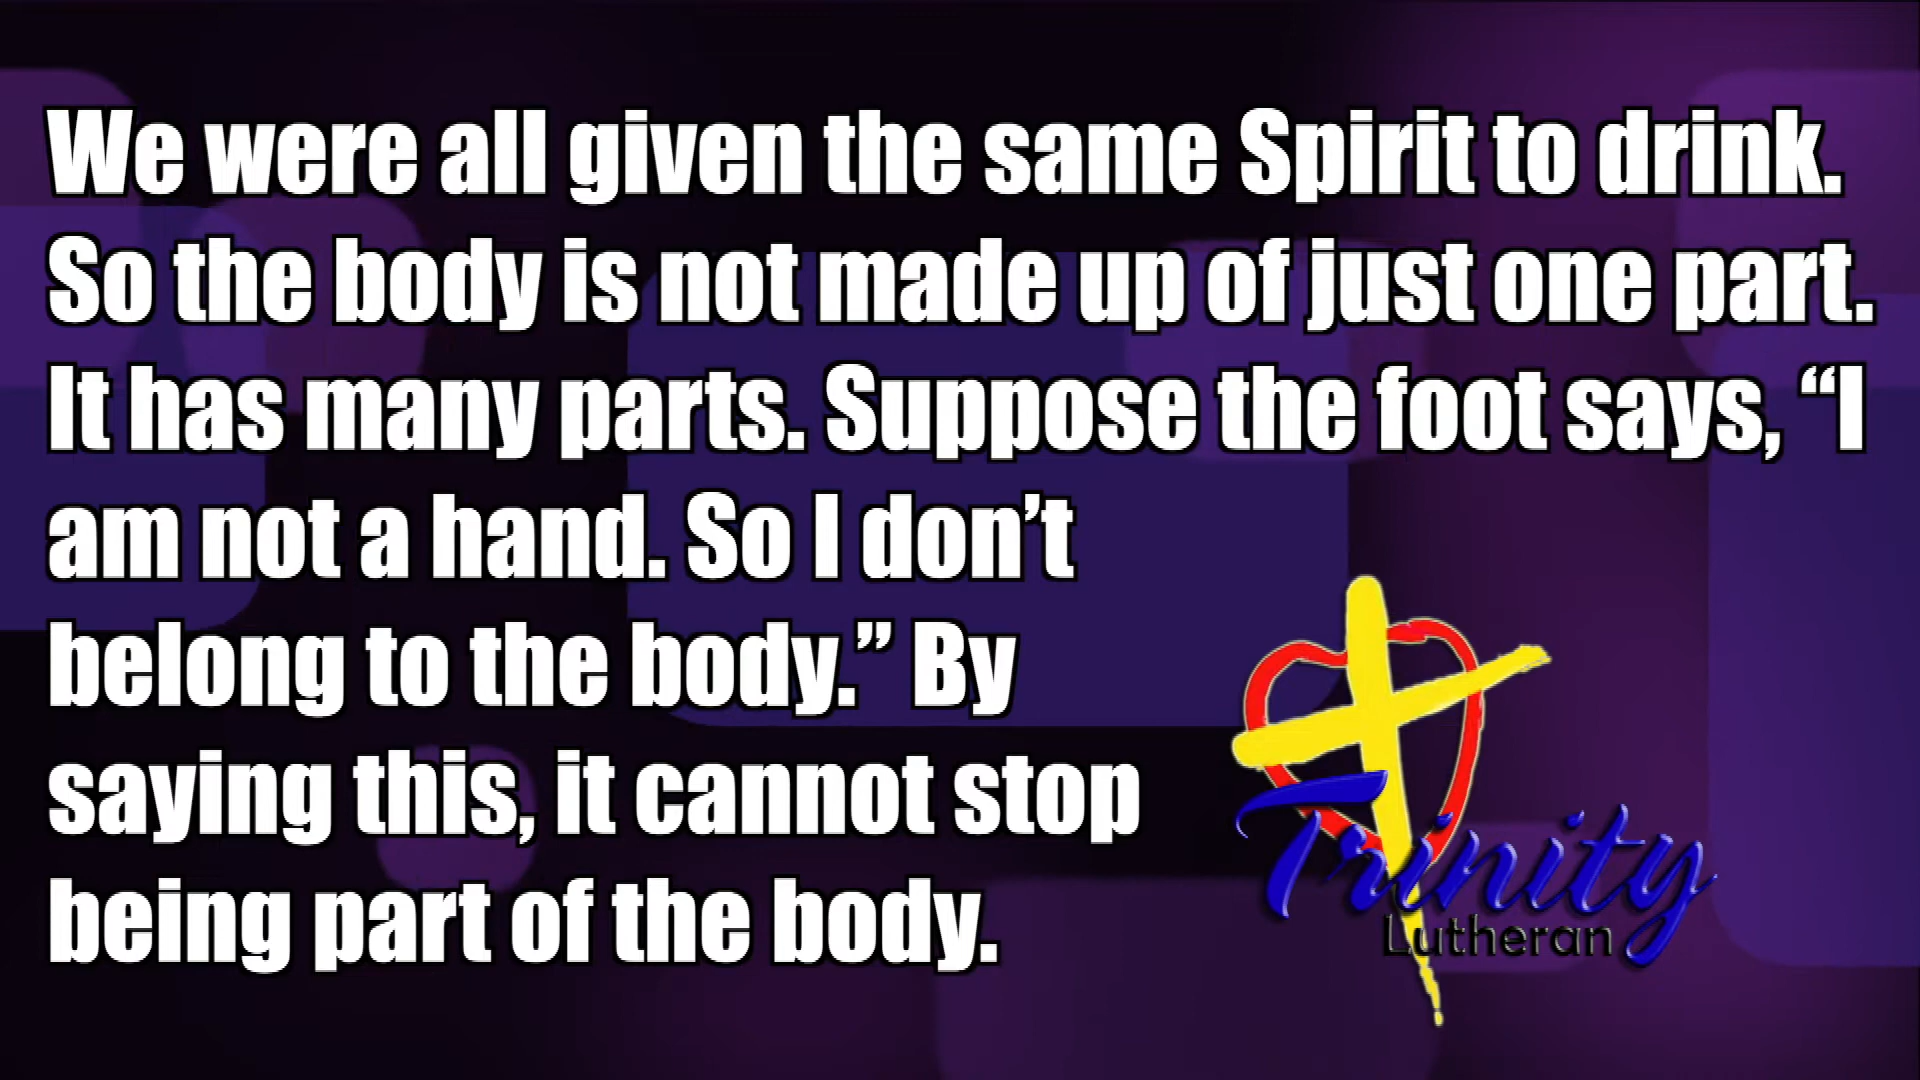 We were all given the same Spirit to drink.
So the body is not made up of just one part.
It has many parts. Suppose the foot says, “I
am not a hand. So I don’t
belong to the body.” By
saying this, it cannot stop
being part of the body.
Trinity
Lutheran